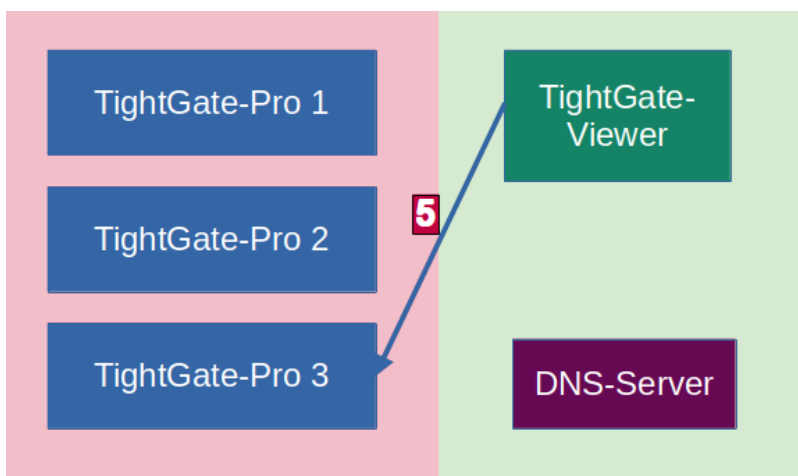 TightGate-Pro 1
TightGate-
Viewer
TightGate-Pro 2
5
TightGate-Pro 3
DNS-Server